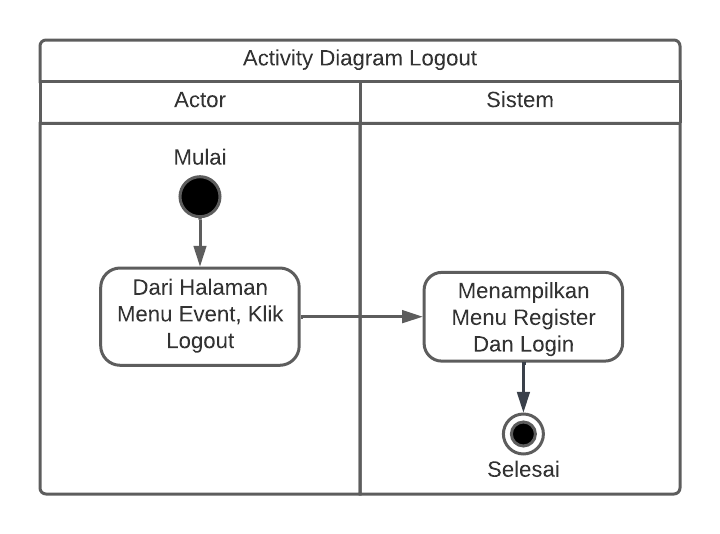 Activity Diagram Logout
Actor
Sistem
Mulai
Dari Halaman
Menu Event, Klik
Logout
Menampilkan
Menu Register
Dan Login
Selesai